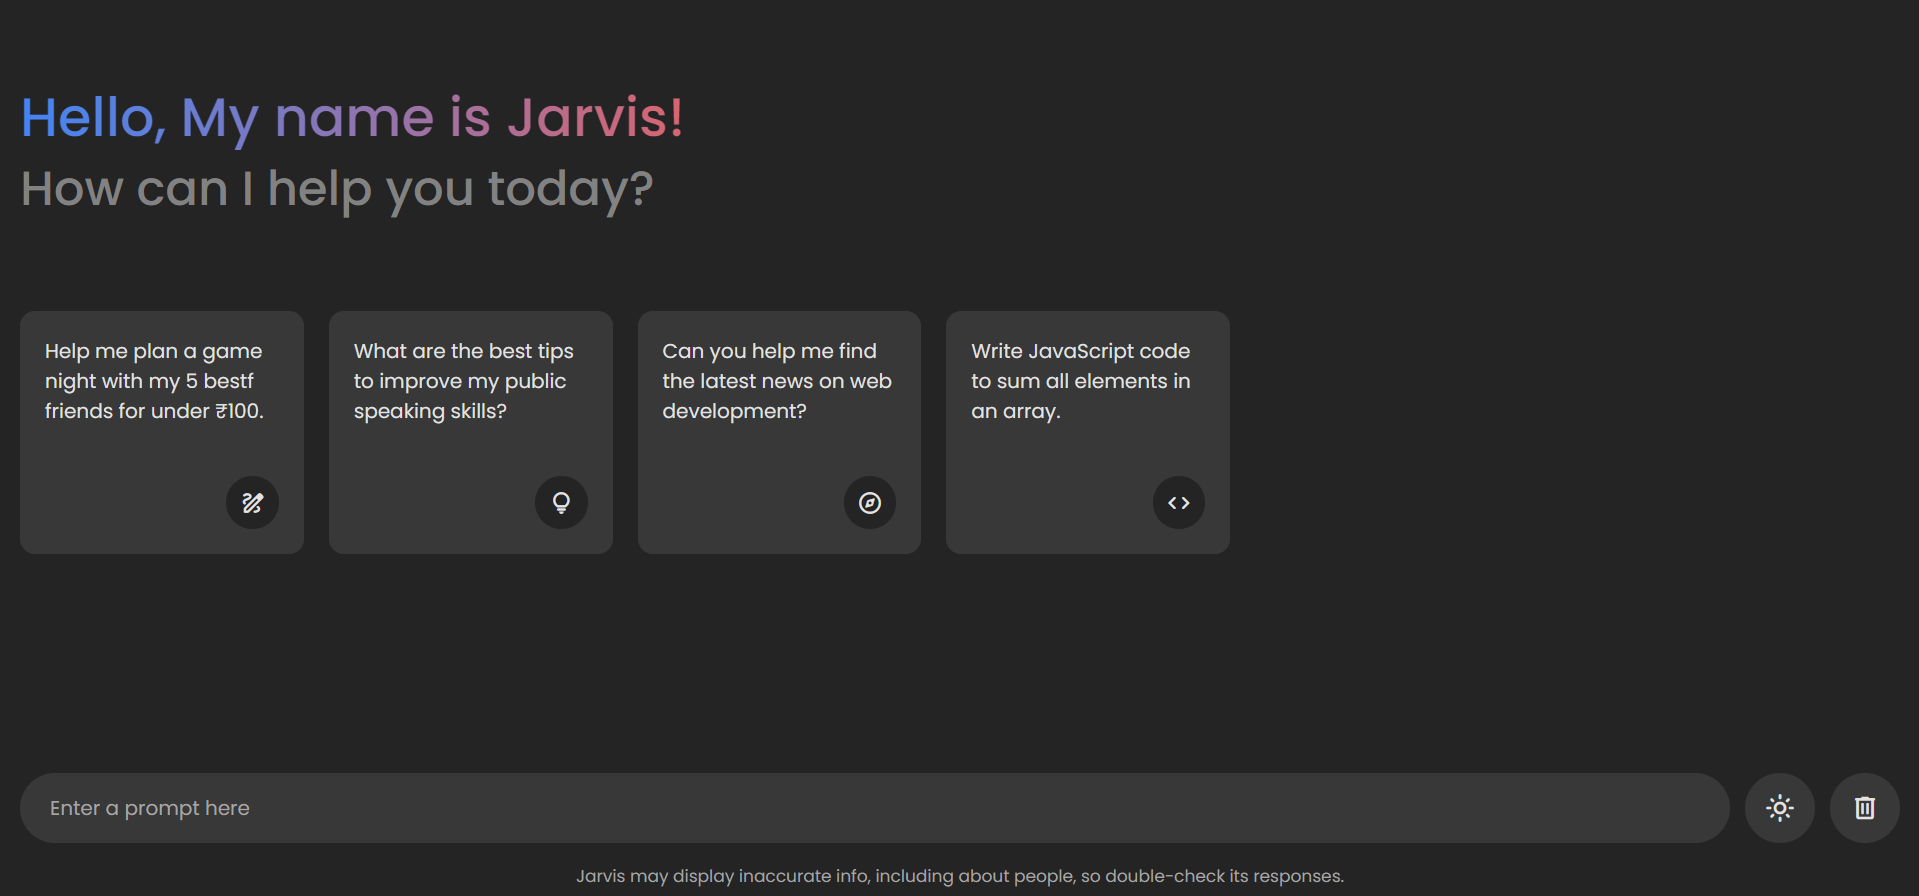 Hello, My name is Jarvis!
How can I help you today?
Help me plan a game
night with my 5 bestf
friends for under ₹100.
What are the best tips
to improve my public
speaking skills?
Can you help me find
the latest news on web
development?
Write JavaScript code
to sum all elements in
an array.
Enter a prompt here
Jarvis may display inaccurate info, including about people, so double-check its responses.